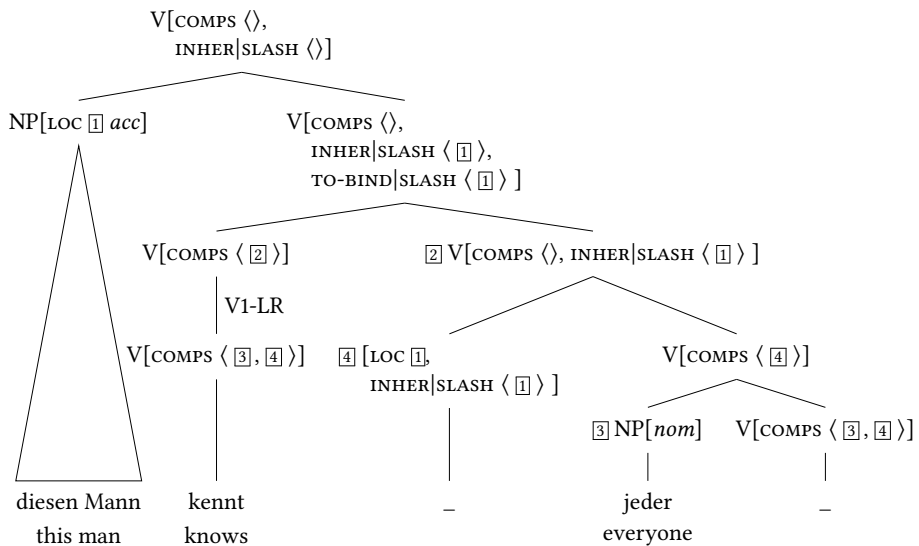 V[COMPS ⟨⟩,
INHER|SLASH ⟨⟩]
NP[LOC 1 acc]
V[COMPS ⟨⟩,
INHER|SLASH ⟨ 1 ⟩,
TO-BIND|SLASH ⟨ 1 ⟩ ]
V[COMPS ⟨ 2 ⟩]
2 V[COMPS ⟨⟩, INHER|SLASH ⟨ 1 ⟩ ]
V1-LR
V[COMPS ⟨ 3 , 4 ⟩]
4 [LOC 1,
INHER|SLASH ⟨ 1 ⟩ ]
V[COMPS ⟨ 4 ⟩]
3 NP[nom]
V[COMPS ⟨ 3 , 4 ⟩]
diesen Mann kennt _ jeder _
this man knows everyone